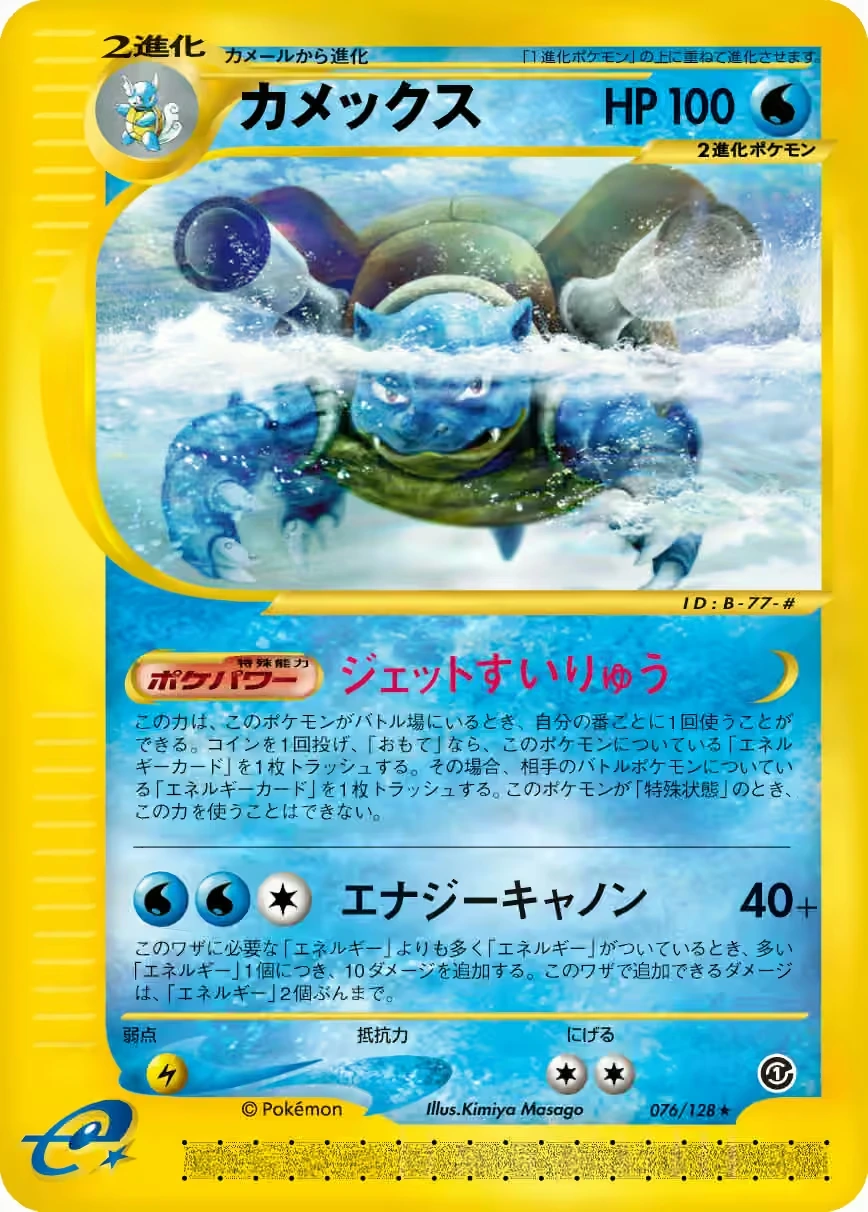 2進化
カメールから進化
「1進化ポケモン」の上に重ねて進化させます。
カメックス
HP 100
2進化ポケモン
ID : B-77-#
特殊能力
ポケパワー
ジェットすいりゅう
この力は、このポケモンがバトル場にいるとき、自分の番ごとに1回使うことが
できる。コインを1回投げ、「おもて」なら、このポケモンについている「エネル
ギーカード」を1枚トラッシュする。その場合、相手のバトルポケモンについてい
る「エネルギーカード」を1枚トラッシュする。このポケモンが「特殊状態」のとき、
この力を使うことはできない。
エナジーキャノン
40+
このワザに必要な「エネルギー」よりも多く「エネルギー」がついているとき、多い
「エネルギー」1個につき、10ダメージを追加する。このワザで追加できるダメージ
は、「エネルギー」2個ぶんまで。
弱点
抵抗力
にげる
1
© Pokémon
Illus.Kimiya Masago
076/128★
e